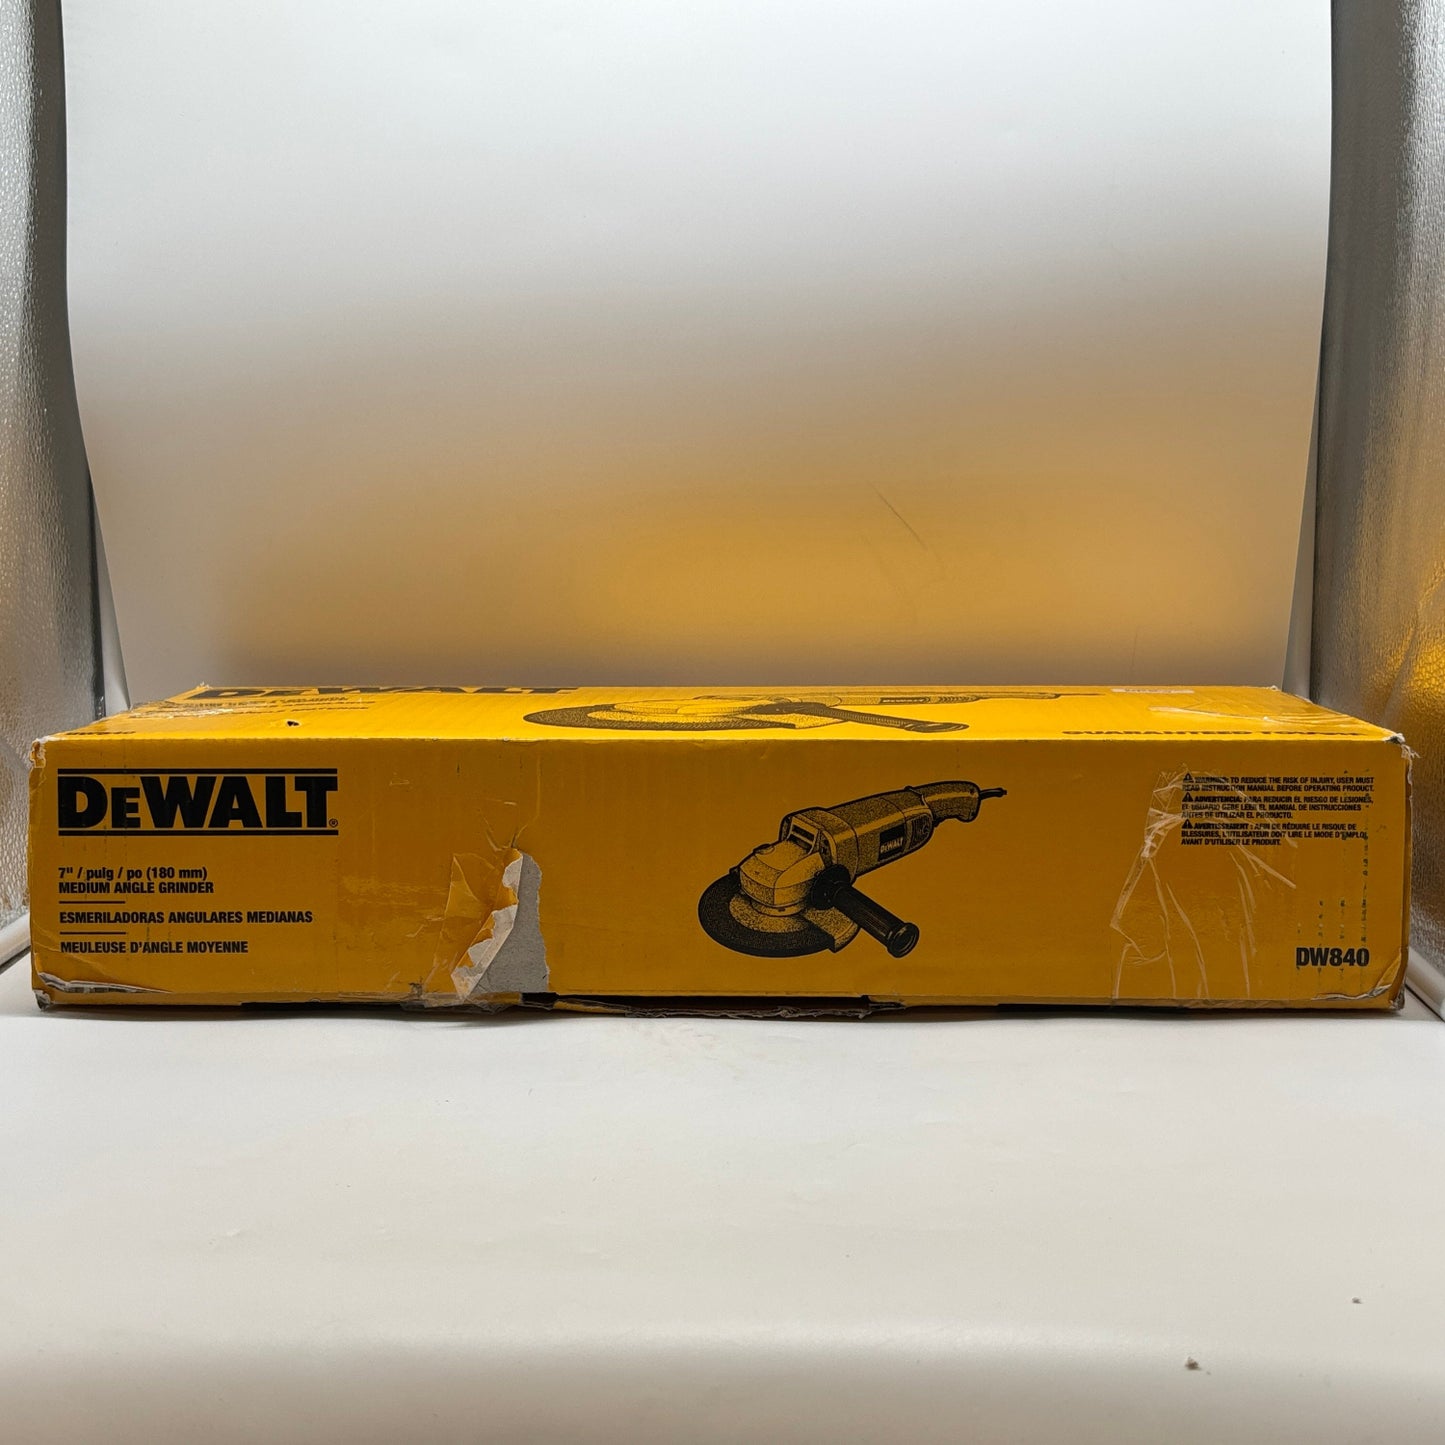 DEWALT
GUARANTEED TOUGH
DEWALT®
7" / pulg / po (180 mm)
MEDIUM ANGLE GRINDER
ESMERILADORAS ANGULARES MEDIANAS
MEULEUSE D'ANGLE MOYENNE
DEWALT
WARNING: TO REDUCE THE RISK OF INJURY, USER MUST
READ INSTRUCTION MANUAL BEFORE OPERATING PRODUCT.
ADVERTENCIA: PARA REDUCIR EL RIESGO DE LESIONES,
EL USUARIO DEBE LEER EL MANUAL DE INSTRUCCIONES
ANTES DE UTILIZAR EL PRODUCTO.
AVERTISSEMENT : AFIN DE RÉDUIRE LE RISQUE DE
BLESSURES, L'UTILISATEUR DOIT LIRE LE MODE D'EMPLOI
AVANT D'UTILISER LE PRODUIT.
DW840